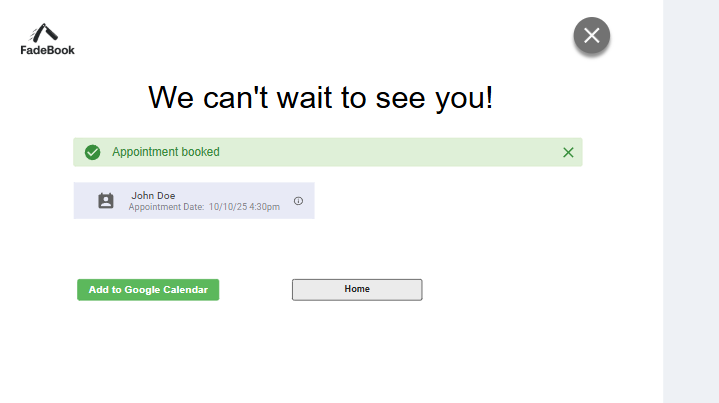 FadeBook
We can't wait to see you!
Appointment booked
John Doe
Appointment Date: 10/10/25 4:30pm
Add to Google Calendar
Home